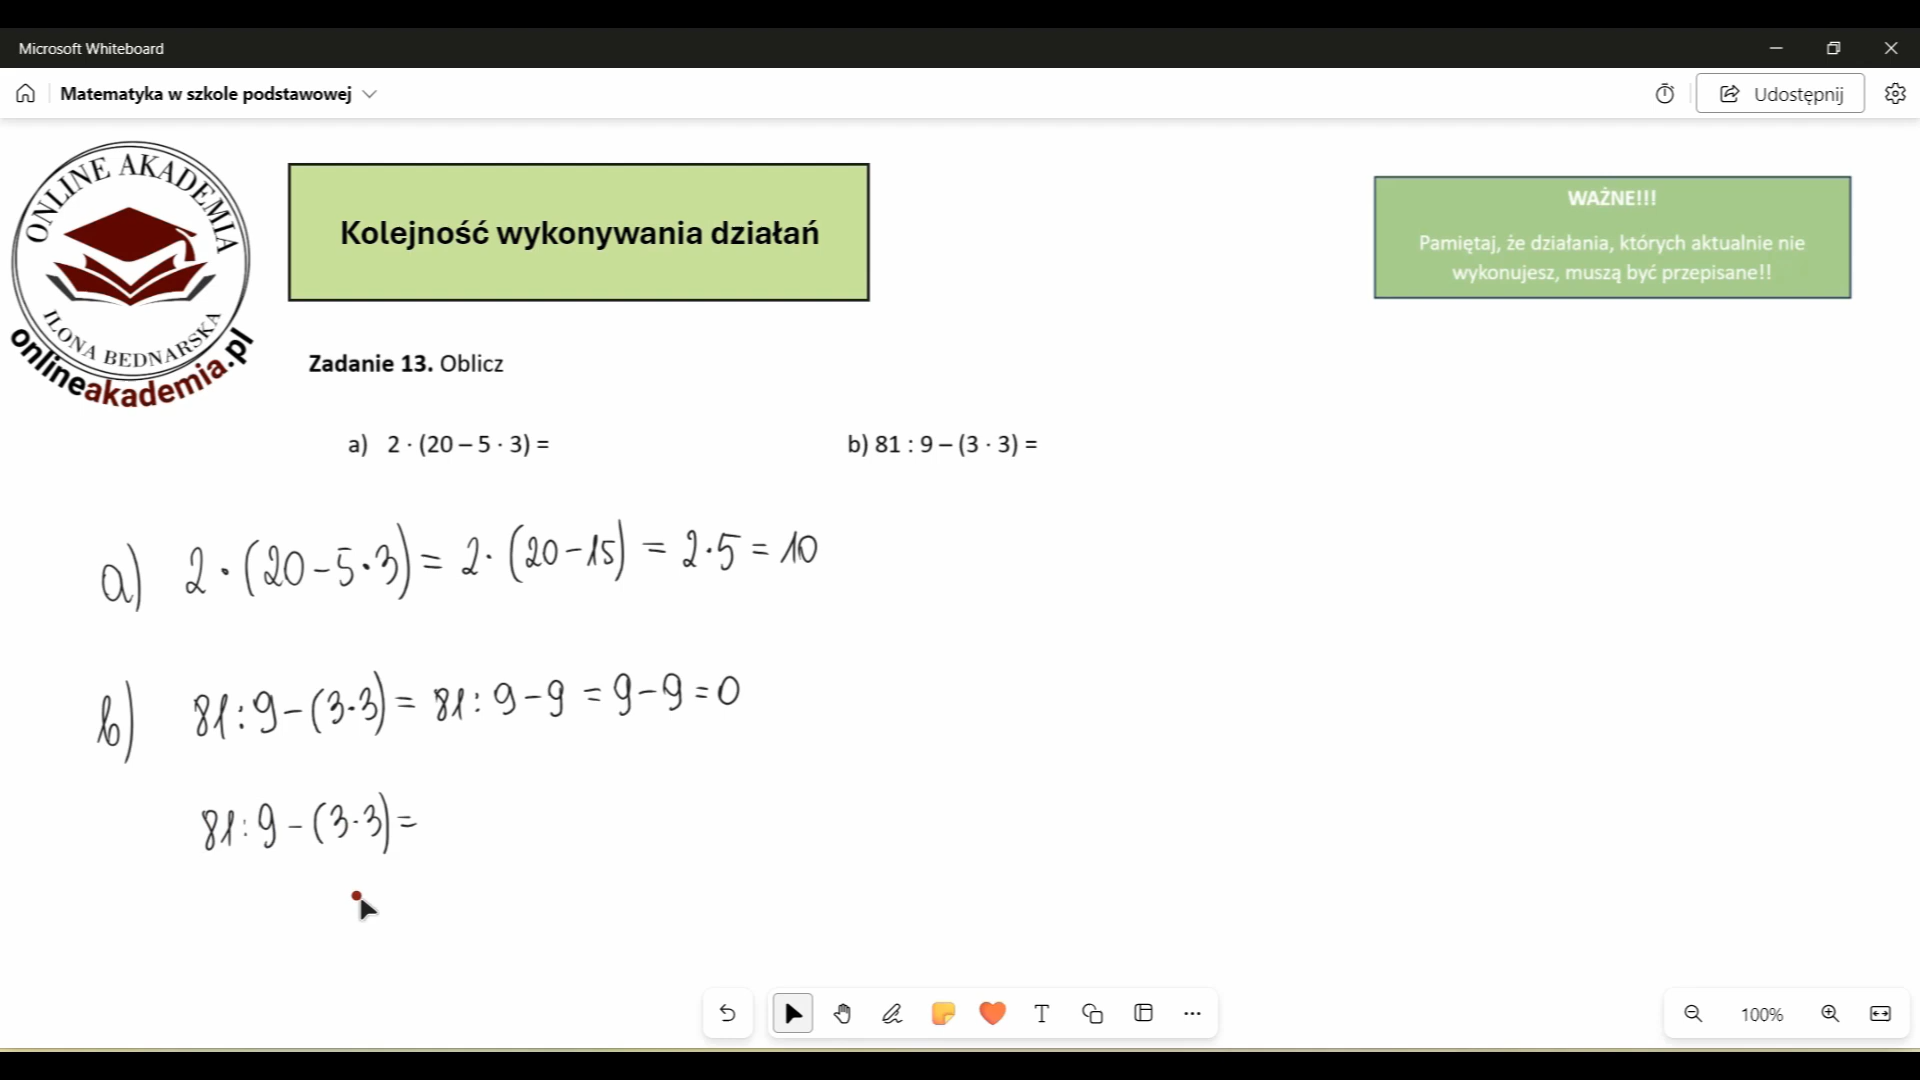 Microsoft Whiteboard
Matematyka w szkole podstawowej
Udostępnij
ONLINE AKADEMIA
ILONA BEDNARSKA
onlineakademia.pl
Kolejność wykonywania działań
WAŻNE!!!
Pamiętaj, że działania, których aktualnie nie
wykonujesz, muszą być przepisane!!
Zadanie 13. Oblicz
a) 2 · (20 – 5 · 3) =
b) 81 : 9 – (3 · 3) =
a) 2 · (20 - 5 · 3) = 2 · (20 - 15) = 2 · 5 = 10
b) 81 : 9 - (3 · 3) = 81 : 9 - 9 = 9 - 9 = 0
81 : 9 - (3 · 3) =
T
100%